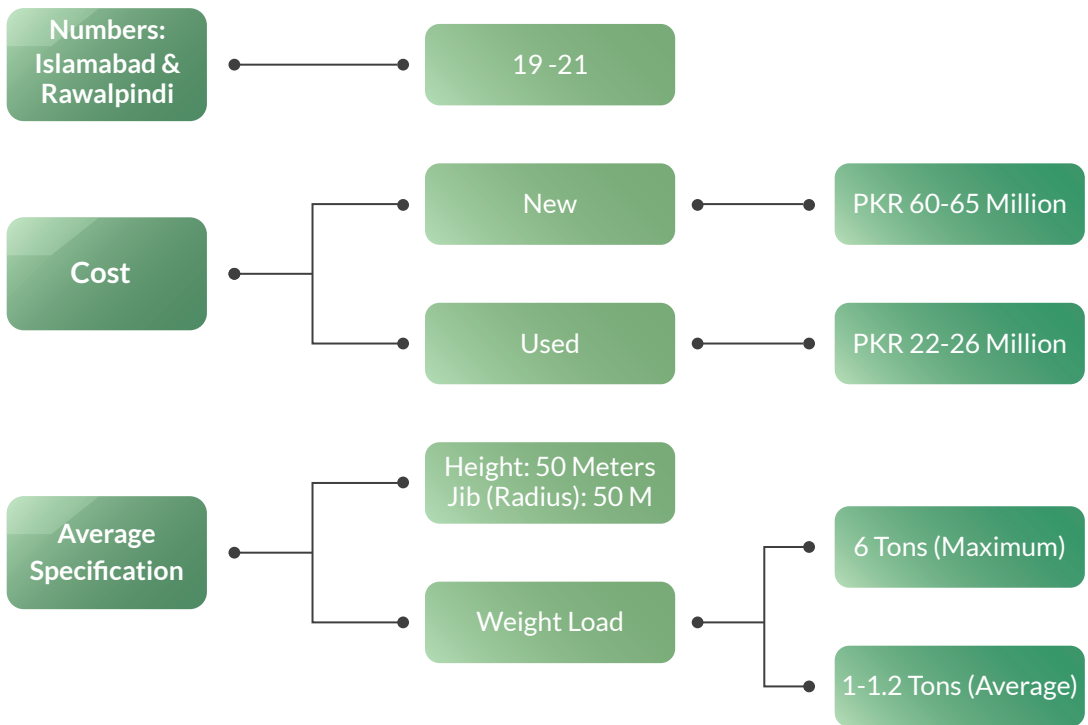 Numbers:
Islamabad &
Rawalpindi
19 -21
Cost
New
PKR 60-65 Million
Used
PKR 22-26 Million
Average
Specification
Height: 50 Meters
Jib (Radius): 50 M
Weight Load
6 Tons (Maximum)
1-1.2 Tons (Average)